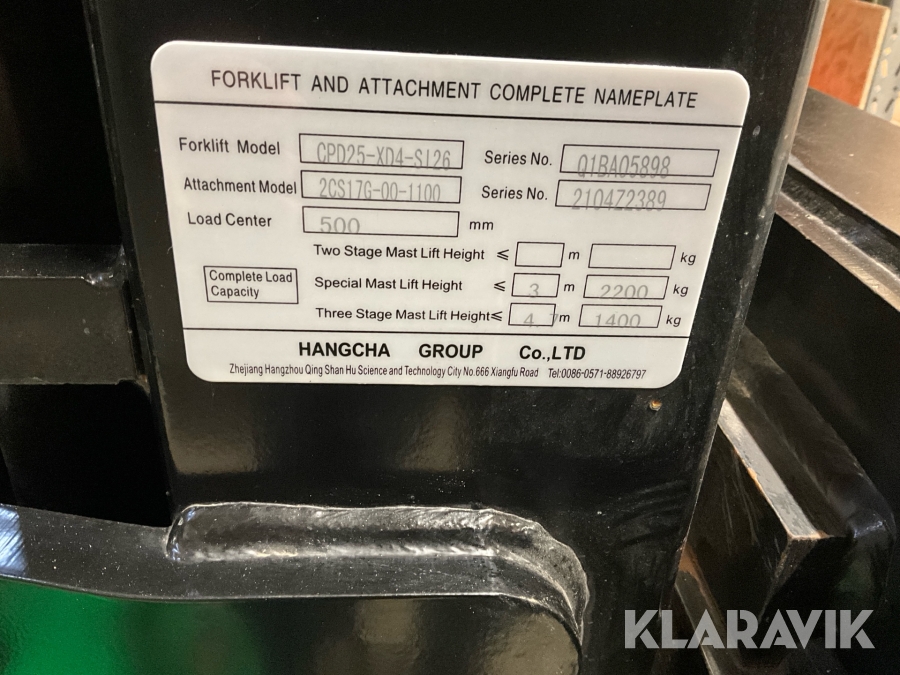 FORKLIFT AND ATTACHMENT COMPLETE NAMEPLATE
Forklift Model CPD25-XD4-SI26 Series No. Q1BA05898
Attachment Model 2CS17G-00-1100 Series No. 2104Z2389
Load Center 500 mm
Two Stage Mast Lift Height ≤ m kg
Complete Load Capacity
Special Mast Lift Height ≤ 3 m 2200 kg
Three Stage Mast Lift Height≤ 4.7 m 1400 kg
HANGCHA GROUP Co.,LTD
Zhejiang Hangzhou Qing Shan Hu Science and Technology City No.666 Xiangfu Road Tel:0086-0571-88926797
KLARAVIK